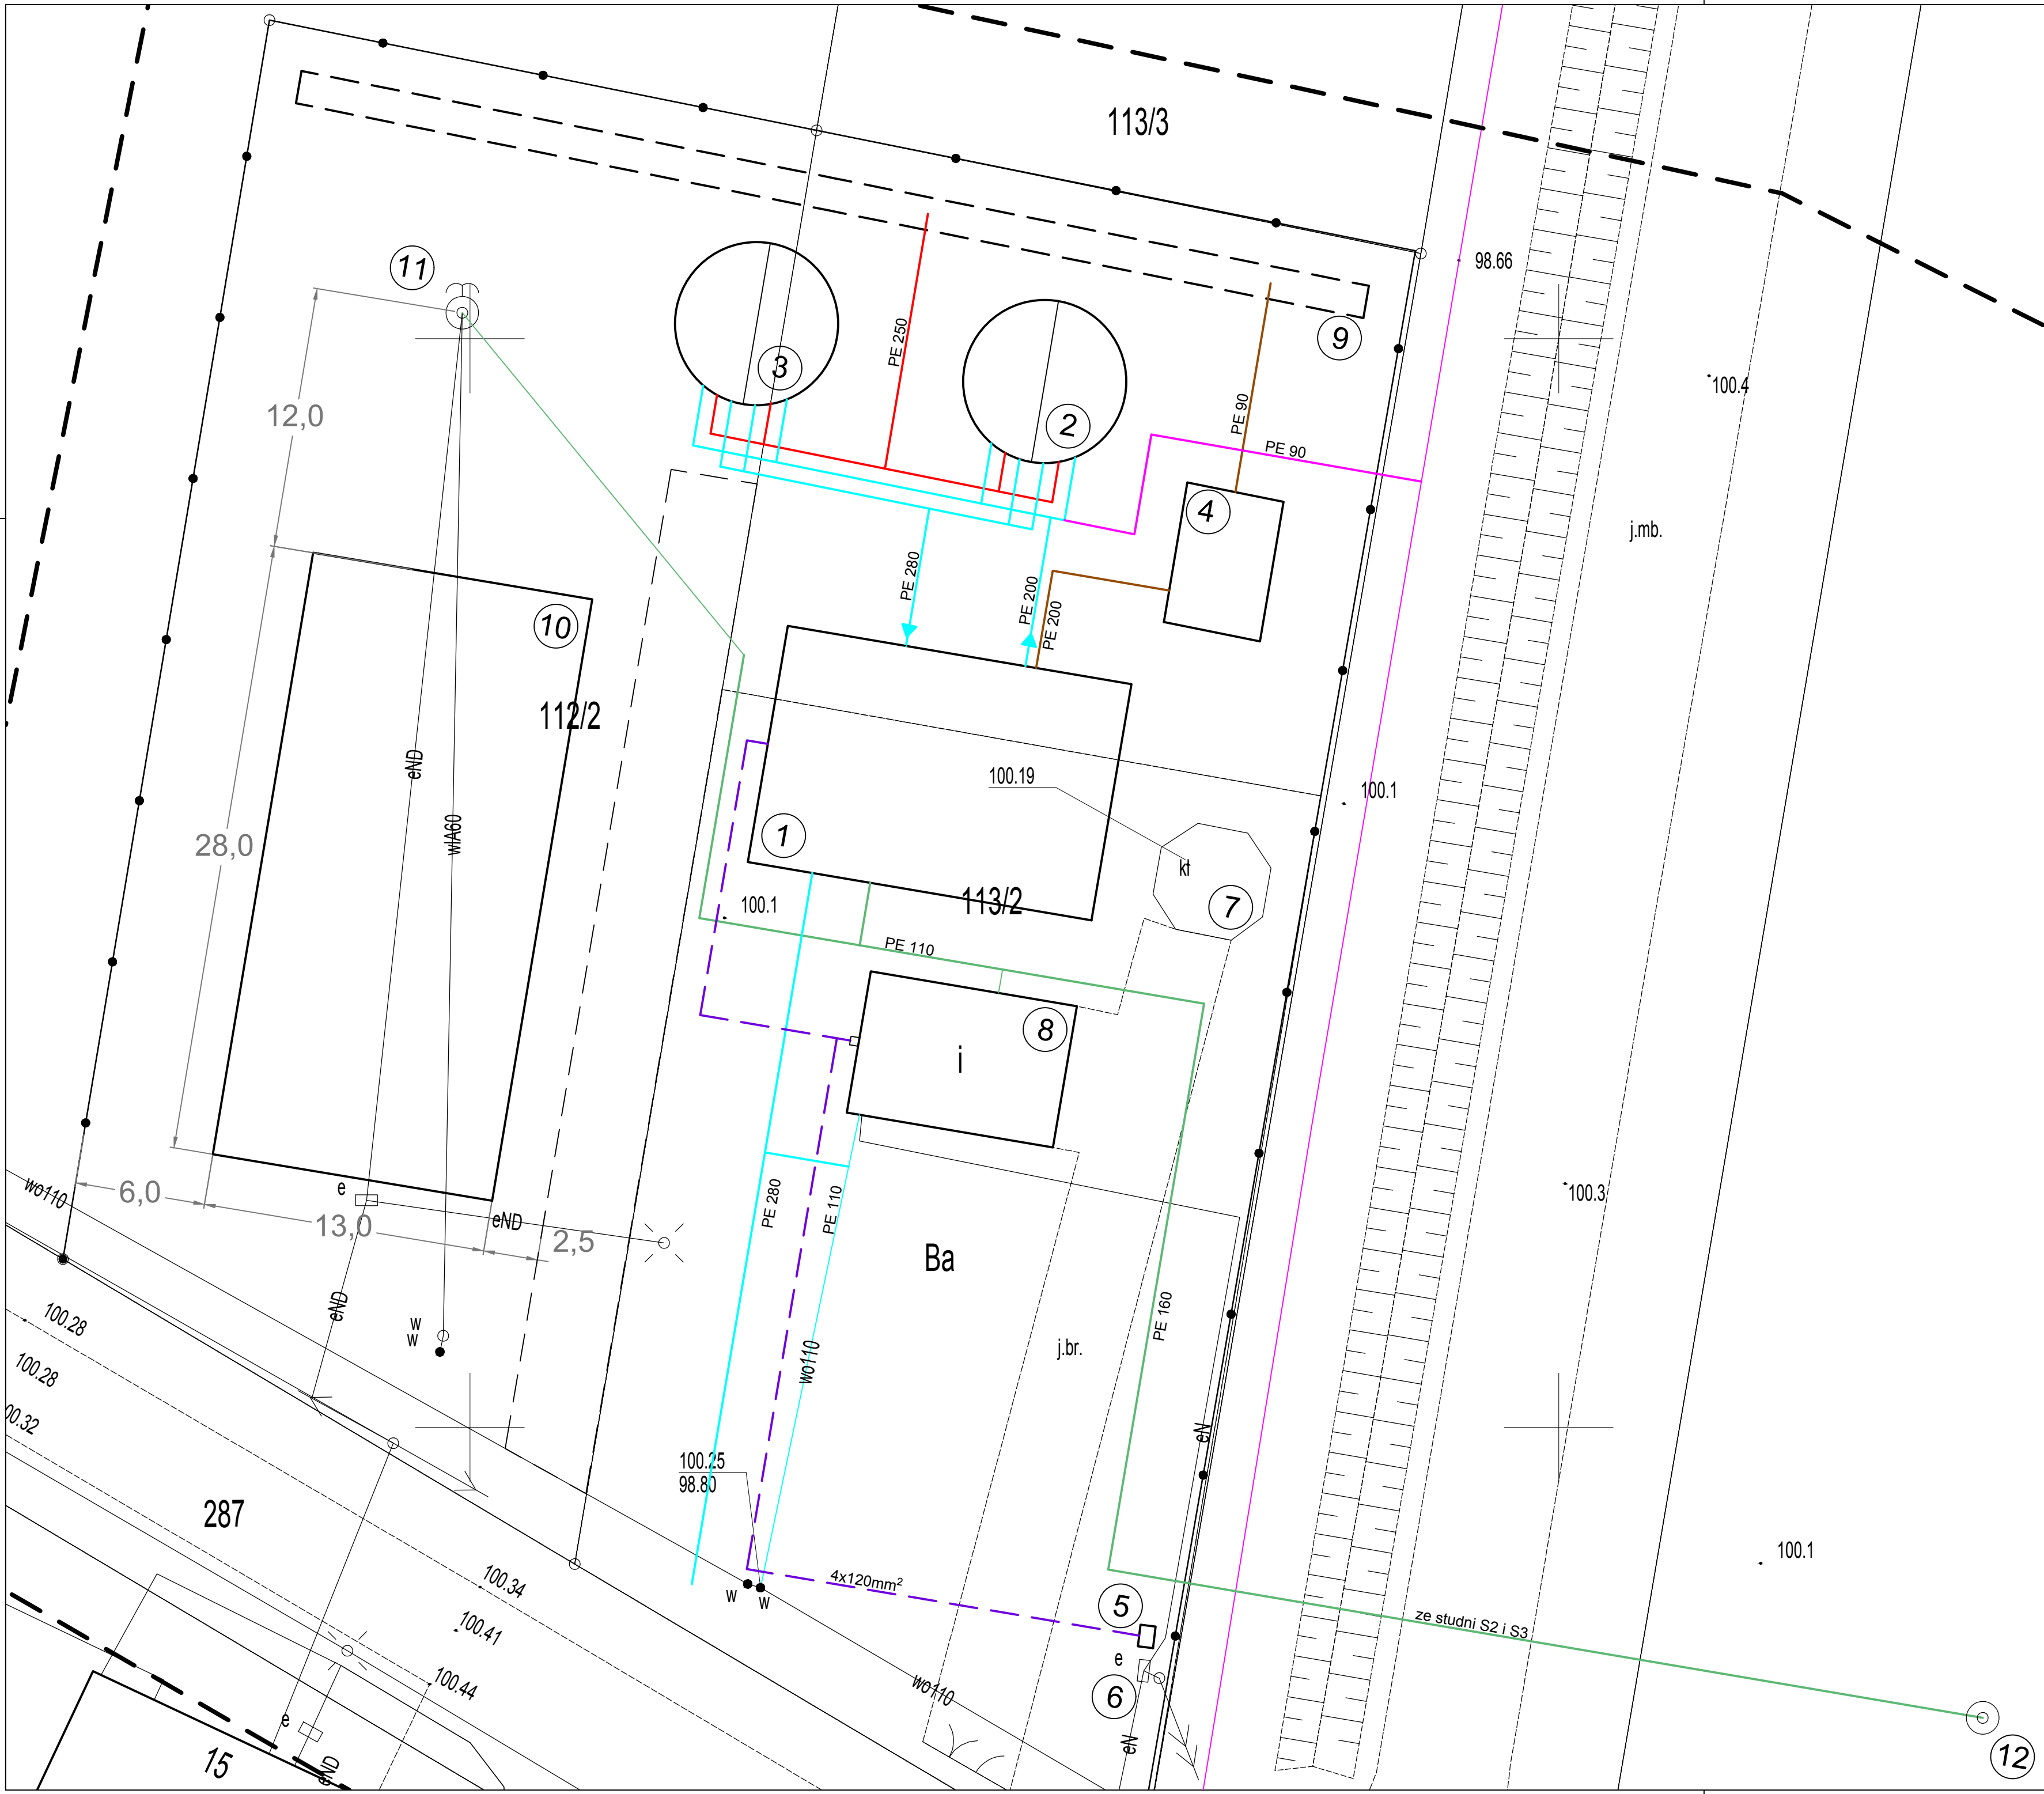 113/3
98.66
11
9
3
PE 250
100.4
12,0
PE 90
2
PE 90
4
j.mb.
PE 280
PE 200
PE 200
10
112/2
eND
100.19
100.1
wIA60
28,0
1
kt
113/2
7
100.1
PE 110
8
i
e
wo110
6,0
13,0
eND
2,5
PE 280
PE 110
100.3
Ba
eND
w
w
100.28
PE 160
j.br.
wo110
100.28
00.32
eN
100.25
98.80
287
100.1
100.34
4x120mm²
w
w
5
ze studni S2 i S3
100.41
e
100.44
wo110
6
e
eN
12
15
eND